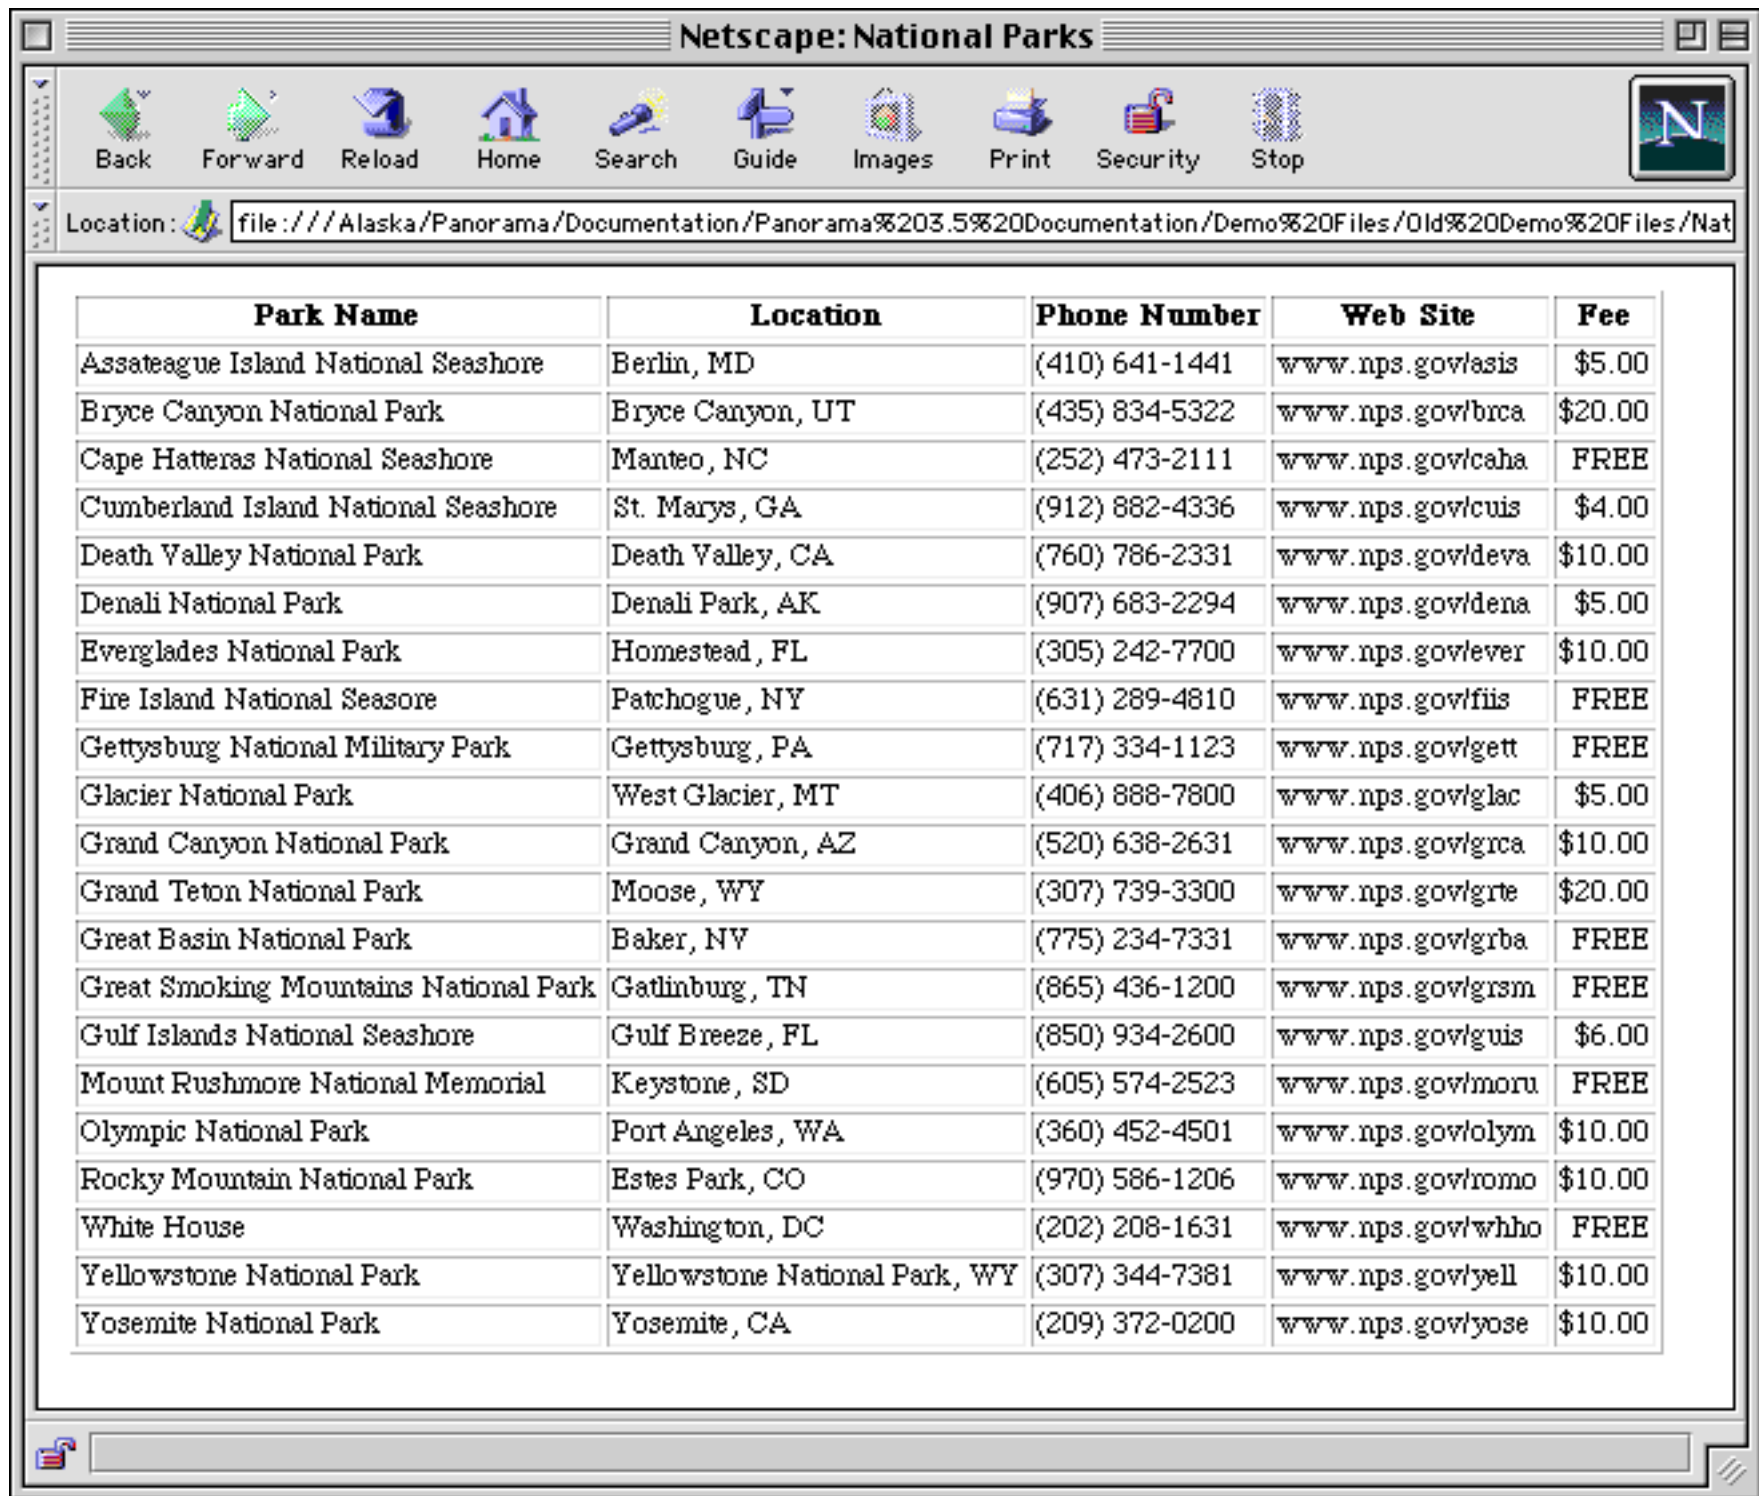 Netscape: National Parks
Back Forward Reload Home Search Guide Images Print Security Stop
N
Location: file:///Alaska/Panorama/Documentation/Panorama%203.5%20Documentation/Demo%20Files/Old%20Demo%20Files/Nat
Park Name Location Phone Number Web Site Fee
Assateague Island National Seashore Berlin, MD (410) 641-1441 www.nps.gov/asis $5.00
Bryce Canyon National Park Bryce Canyon, UT (435) 834-5322 www.nps.gov/brca $20.00
Cape Hatteras National Seashore Manteo, NC (252) 473-2111 www.nps.gov/caha FREE
Cumberland Island National Seashore St. Marys, GA (912) 882-4336 www.nps.gov/cuis $4.00
Death Valley National Park Death Valley, CA (760) 786-2331 www.nps.gov/deva $10.00
Denali National Park Denali Park, AK (907) 683-2294 www.nps.gov/dena $5.00
Everglades National Park Homestead, FL (305) 242-7700 www.nps.gov/ever $10.00
Fire Island National Seasore Patchogue, NY (631) 289-4810 www.nps.gov/fiis FREE
Gettysburg National Military Park Gettysburg, PA (717) 334-1123 www.nps.gov/gett FREE
Glacier National Park West Glacier, MT (406) 888-7800 www.nps.gov/glac $5.00
Grand Canyon National Park Grand Canyon, AZ (520) 638-2631 www.nps.gov/grca $10.00
Grand Teton National Park Moose, WY (307) 739-3300 www.nps.gov/grte $20.00
Great Basin National Park Baker, NV (775) 234-7331 www.nps.gov/grba FREE
Great Smoking Mountains National Park Gatlinburg, TN (865) 436-1200 www.nps.gov/grsm FREE
Gulf Islands National Seashore Gulf Breeze, FL (850) 934-2600 www.nps.gov/guis $6.00
Mount Rushmore National Memorial Keystone, SD (605) 574-2523 www.nps.gov/moru FREE
Olympic National Park Port Angeles, WA (360) 452-4501 www.nps.gov/olym $10.00
Rocky Mountain National Park Estes Park, CO (970) 586-1206 www.nps.gov/romo $10.00
White House Washington, DC (202) 208-1631 www.nps.gov/whho FREE
Yellowstone National Park Yellowstone National Park, WY (307) 344-7381 www.nps.gov/yell $10.00
Yosemite National Park Yosemite, CA (209) 372-0200 www.nps.gov/yose $10.00